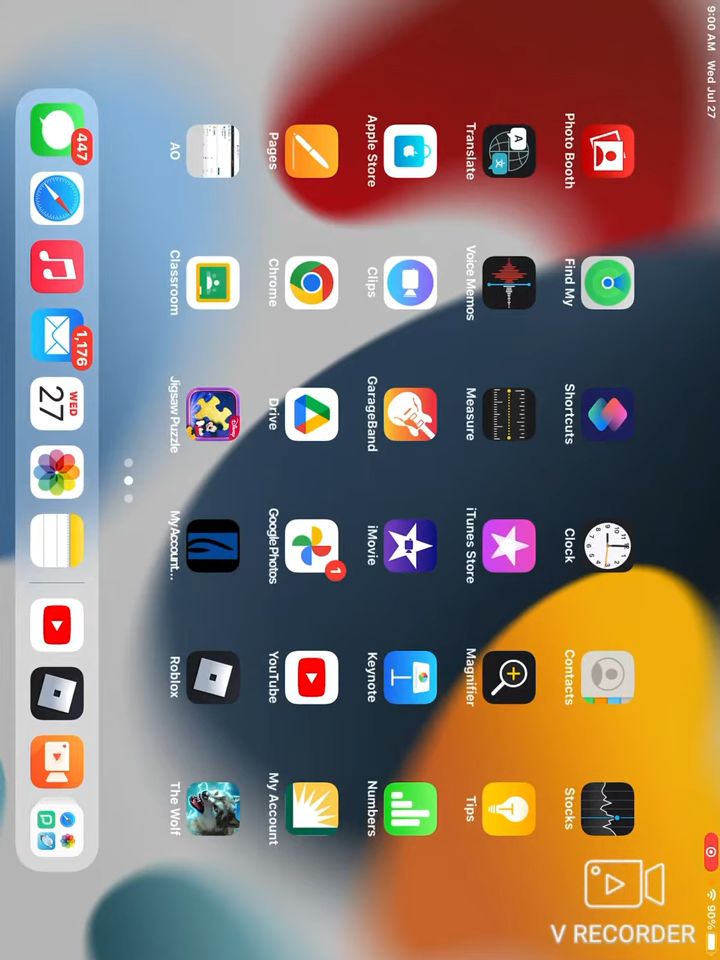 9:00 AM Wed Jul 27
90%
Photo Booth
Find My
Shortcuts
Clock
Contacts
Stocks
Translate
Voice Memos
Measure
iTunes Store
Magnifier
Tips
Apple Store
Clips
GarageBand
iMovie
Keynote
Numbers
Pages
Chrome
Drive
1
Google Photos
YouTube
My Account
AO
Classroom
Disney
Jigsaw Puzzle
My Account...
Roblox
The Wolf
447
1,176
WED
27
V RECORDER